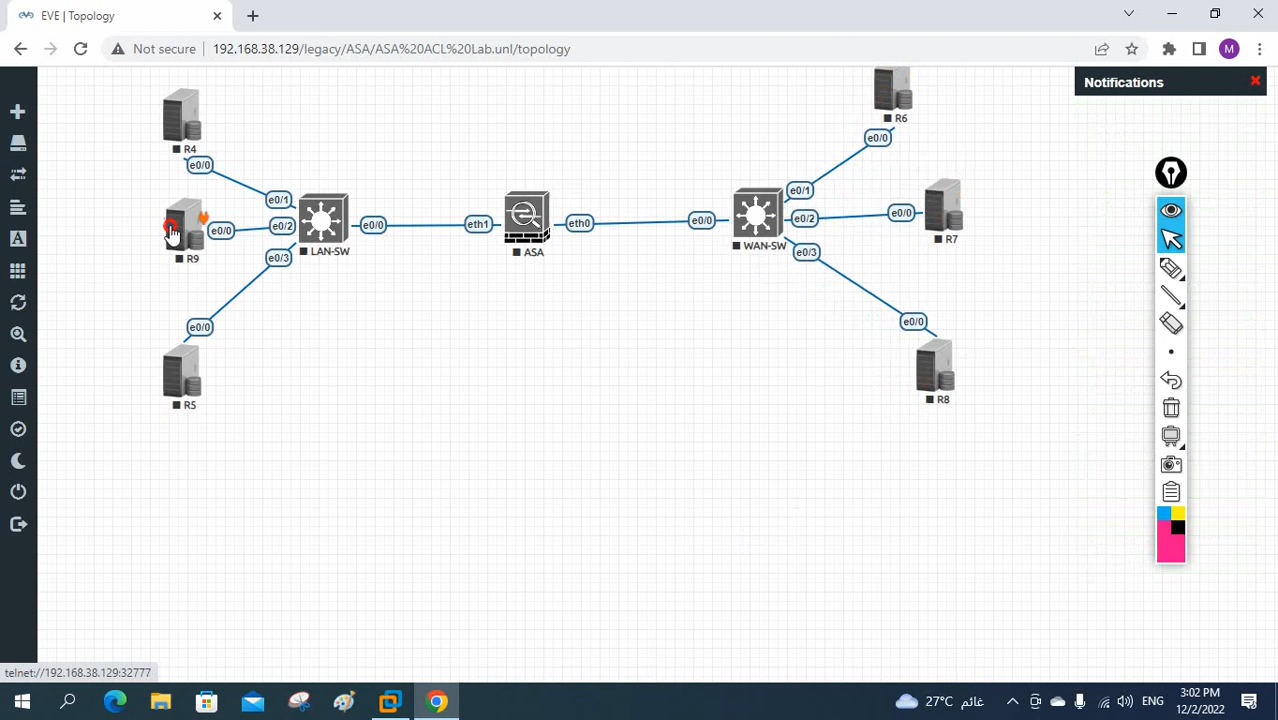 EVE | Topology
Not secure
192.168.38.129/legacy/ASA/ASA%20ACL%20Lab.unl/topology
M
Notifications
R6
R4
e0/0
e0/0
e0/1
e0/1
R9
e0/0
e0/2
e0/0
eth1
eth0
e0/0
e0/2
e0/0
R7
LAN-SW
ASA
WAN-SW
e0/3
e0/3
e0/0
e0/0
R5
R8
telnet://192.168.38.129:32777
27°C غائم
ENG
3:02 PM
12/2/2022